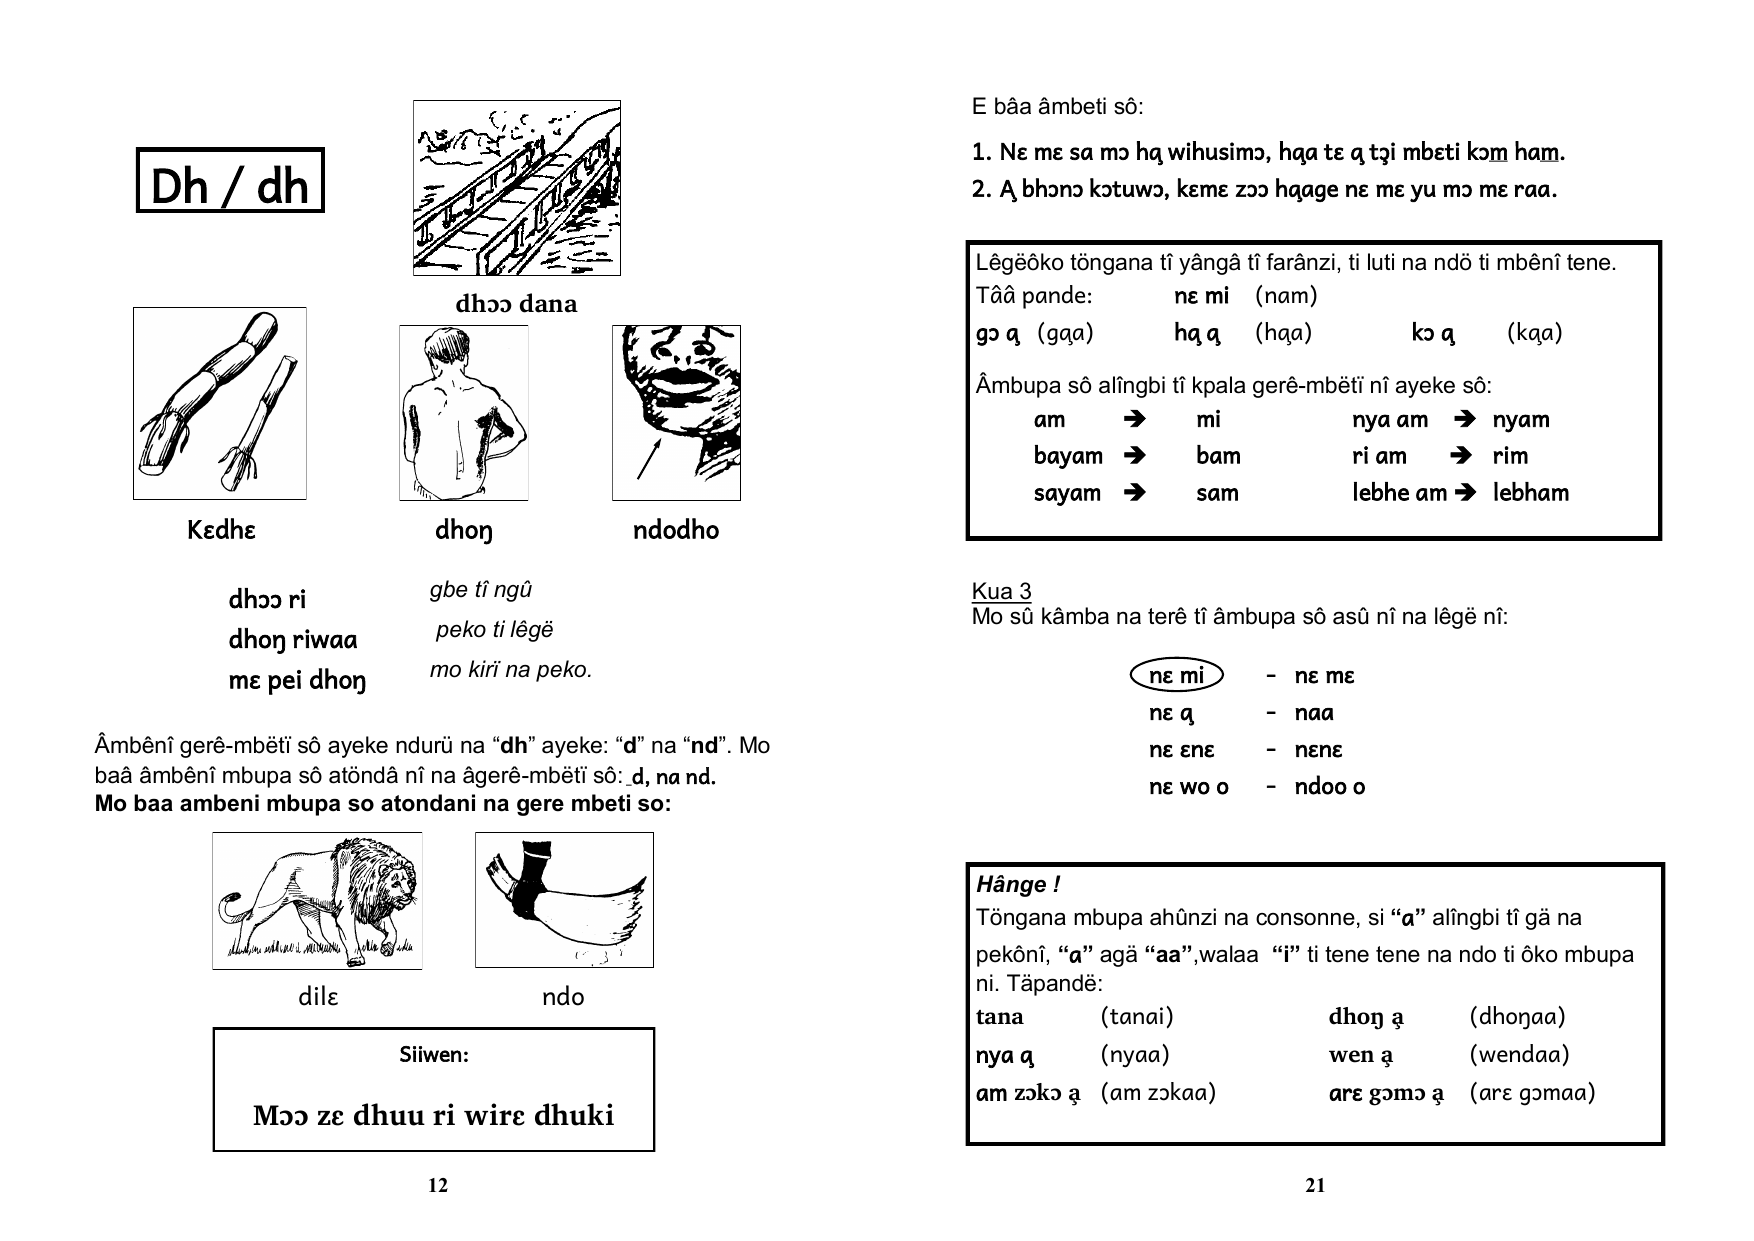 Dh / dh
dhɔɔ dana
Kɛdhɛ dhoŋ ndodho
dhɔɔ ri gbe tî ngû
dhoŋ riwaa peko ti lêgë
mɛ pei dhoŋ mo kirï na peko.
Âmbênî gerê-mbëtï sô ayeke ndurü na “dh” ayeke: “d” na “nd”. Mo
baâ âmbênî mbupa sô atöndâ nî na âgerê-mbëtï sô: d, na nd.
Mo baa ambeni mbupa so atondani na gere mbeti so:
dilɛ ndo
Siiwen:
Mɔɔ zɛ dhuu ri wirɛ dhuki
12
E bâa âmbeti sô:
1. Nɛ mɛ sa mɔ hą wihusimɔ, hąa tɛ ą tɔ̨i mbɛti kɔm ham.
2. Ą bhɔnɔ kɔtuwɔ, kɛmɛ zɔɔ hąage nɛ mɛ yu mɔ mɛ raa.
Lêgëôko töngana tî yângâ tî farânzi, ti luti na ndö ti mbênî tene.
Tââ pande: nɛ mi (nam)
gɔ ą (gąa) hą ą (hąa) kɔ ą (kąa)
Âmbupa sô alîngbi tî kpala gerê-mbëtï nî ayeke sô:
am ➔ mi nya am ➔ nyam
bayam ➔ bam ri am ➔ rim
sayam ➔ sam lebhe am ➔ lebham
Kua 3
Mo sû kâmba na terê tî âmbupa sô asû nî na lêgë nî:
nɛ mi - nɛ mɛ
nɛ ą - naa
nɛ ɛnɛ - nɛnɛ
nɛ wo o - ndoo o
Hânge !
Töngana mbupa ahûnzi na consonne, si “a” alîngbi tî gä na
pekônî, “a” agä “aa”,walaa “i” ti tene tene na ndo ti ôko mbupa
ni. Täpandë:
tana (tanai) dhoŋ ą (dhoŋaa)
nya ą (nyaa) wen ą (wendaa)
am zɔkɔ ą (am zɔkaa) arɛ gɔmɔ ą (arɛ gɔmaa)
21